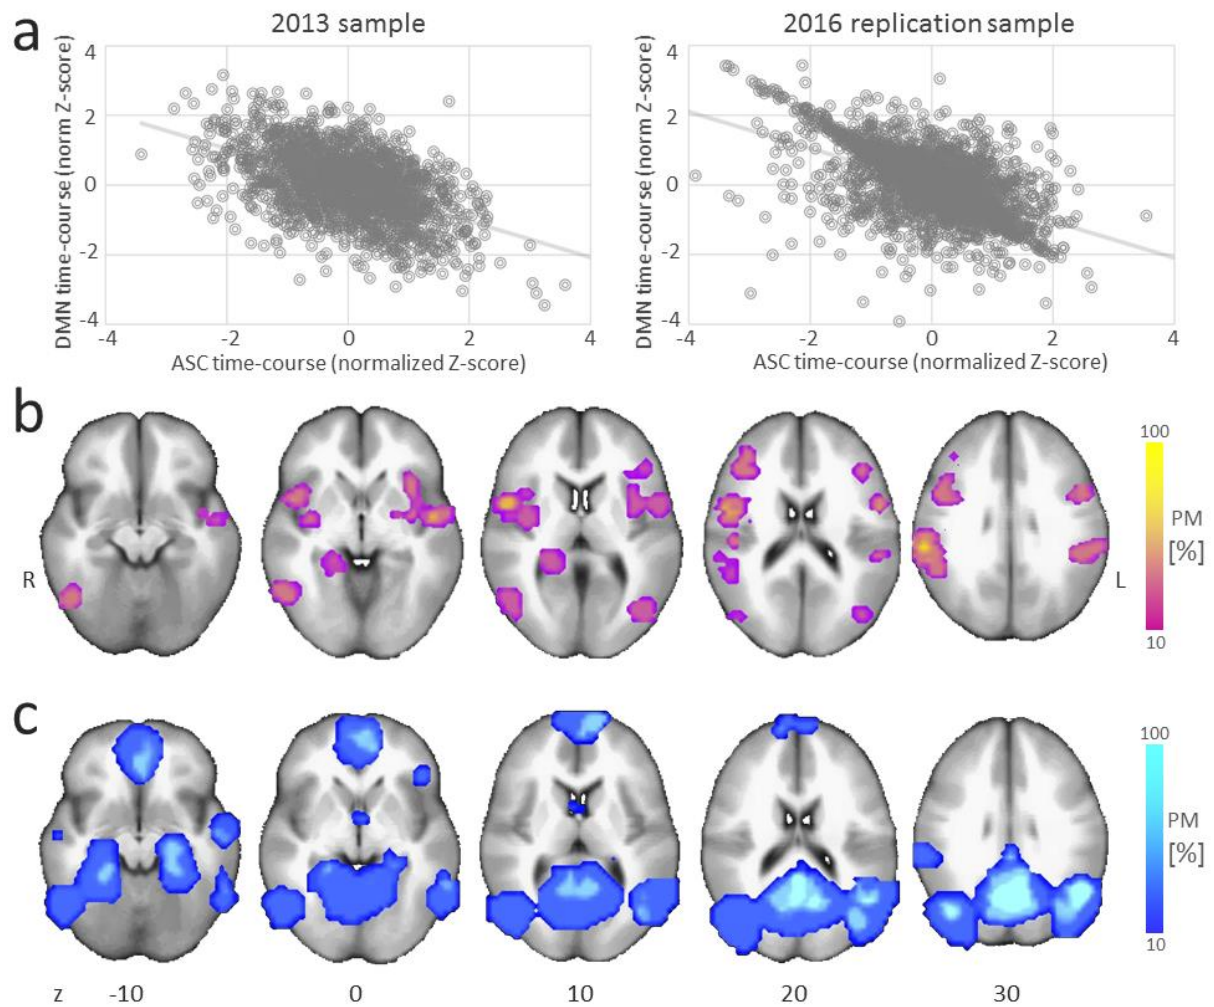 a
2013 sample
2016 replication sample
DMN time-course (norm Z-score)
4
2
0
-2
-4
-4 -2 0 2 4
ASC time-course (normalized Z-score)
DMN time-course (norm Z-score)
4
2
0
-2
-4
-4 -2 0 2 4
ASC time-course (normalized Z-score)
b
R
L
100
PM
[%]
10
c
100
PM
[%]
10
z -10 0 10 20 30